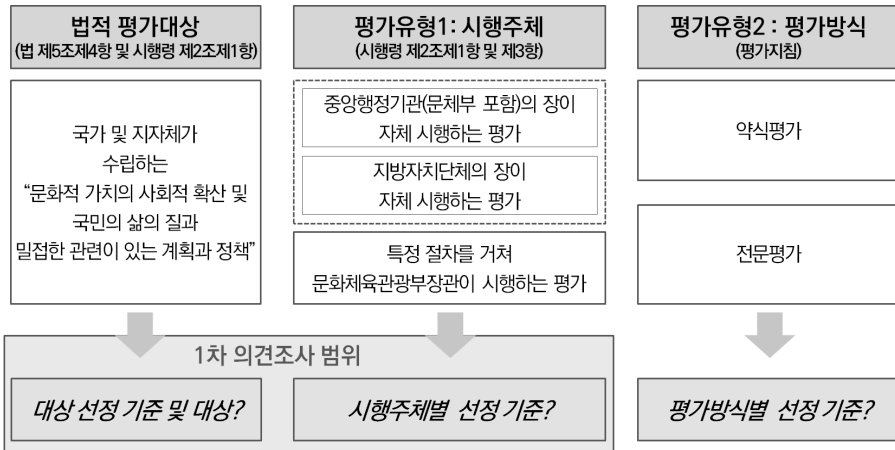 법적 평가대상
(법 제5조제4항 및 시행령 제2조제1항)
국가 및 지자체가
수립하는
“문화적 가치의 사회적 확산 및
국민의 삶의 질과
밀접한 관련이 있는 계획과 정책”
평가유형1: 시행주체
(시행령 제2조제1항 및 제3항)
중앙행정기관(문체부 포함)의 장이
자체 시행하는 평가
지방자치단체의 장이
자체 시행하는 평가
특정 절차를 거쳐
문화체육관광부장관이 시행하는 평가
평가유형2 : 평가방식
(평가지침)
약식평가
전문평가
1차 의견조사 범위
대상 선정 기준 및 대상?
시행주체별 선정 기준?
평가방식별 선정 기준?